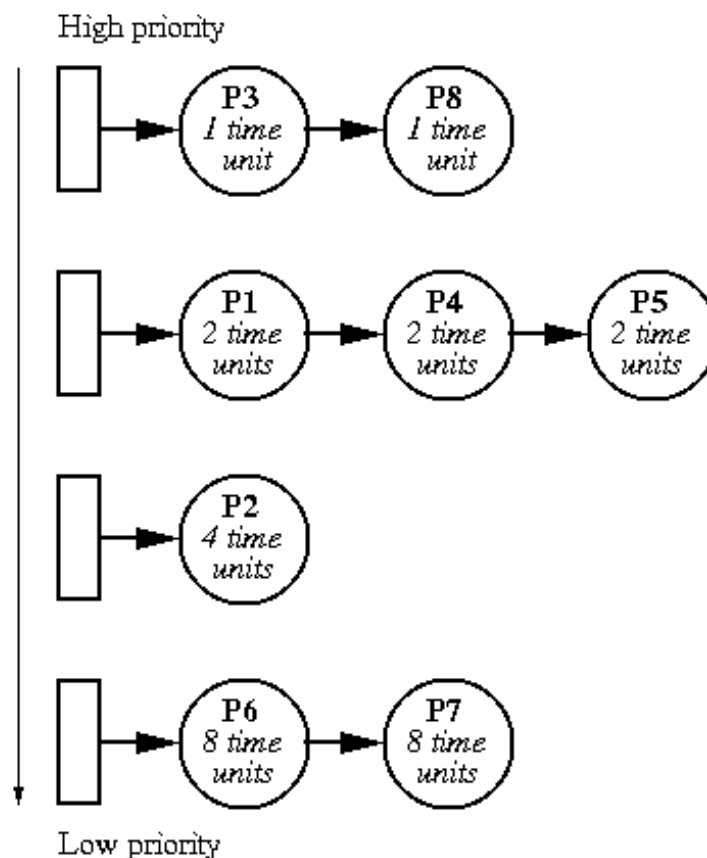 High priority
P3
1 time
unit
P8
1 time
unit
P1
2 time
units
P4
2 time
units
P5
2 time
units
P2
4 time
units
P6
8 time
units
P7
8 time
units
Low priority